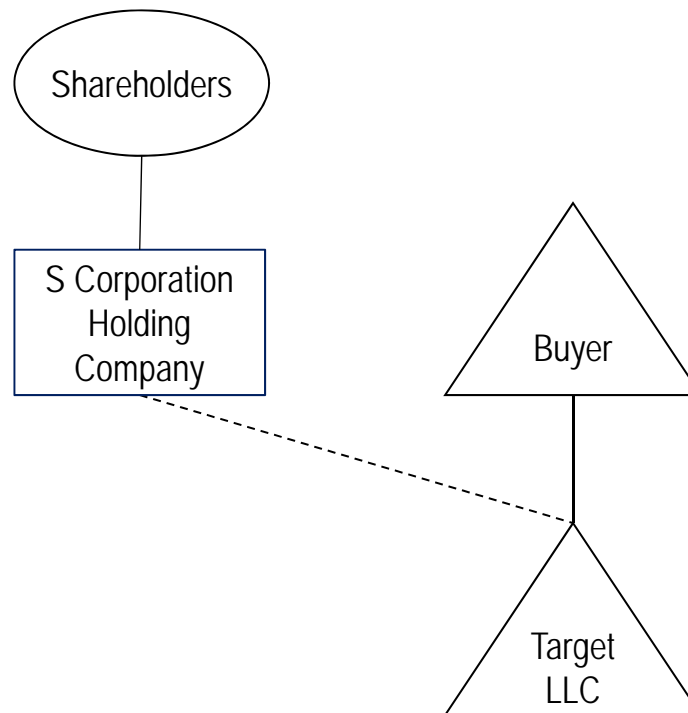 Shareholders
S Corporation
Holding
Company
Buyer
Target
LLC